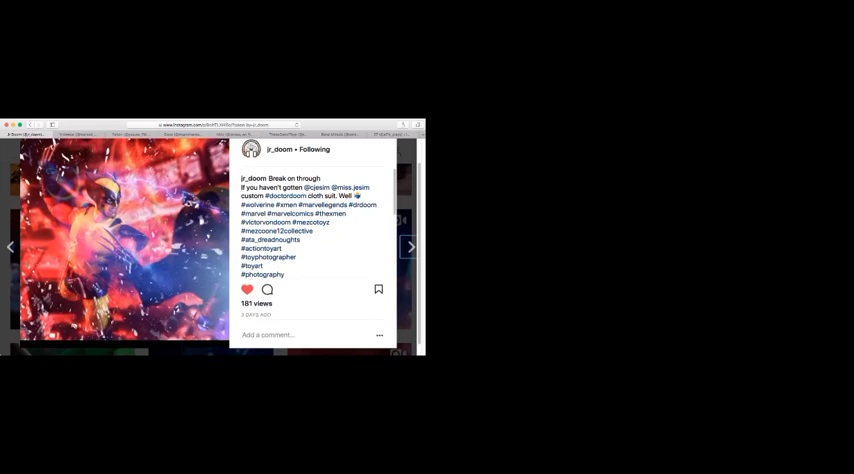 jr_doom • Following
jr_doom Break on through
If you haven't gotten @cjesim @miss.jesim
custom #doctordoom cloth suit. Well
#wolverine #xmen #marvellegends #drdoom
#marvel #marvelcomics #thexmen
#victorvondoom #mezcotoyz
#mezcoone12collective
#ata_dreadnoughts
#actiontoyart
#toyphotographer
#toyart
#photography
181 views
3 DAYS AGO
Add a comment...